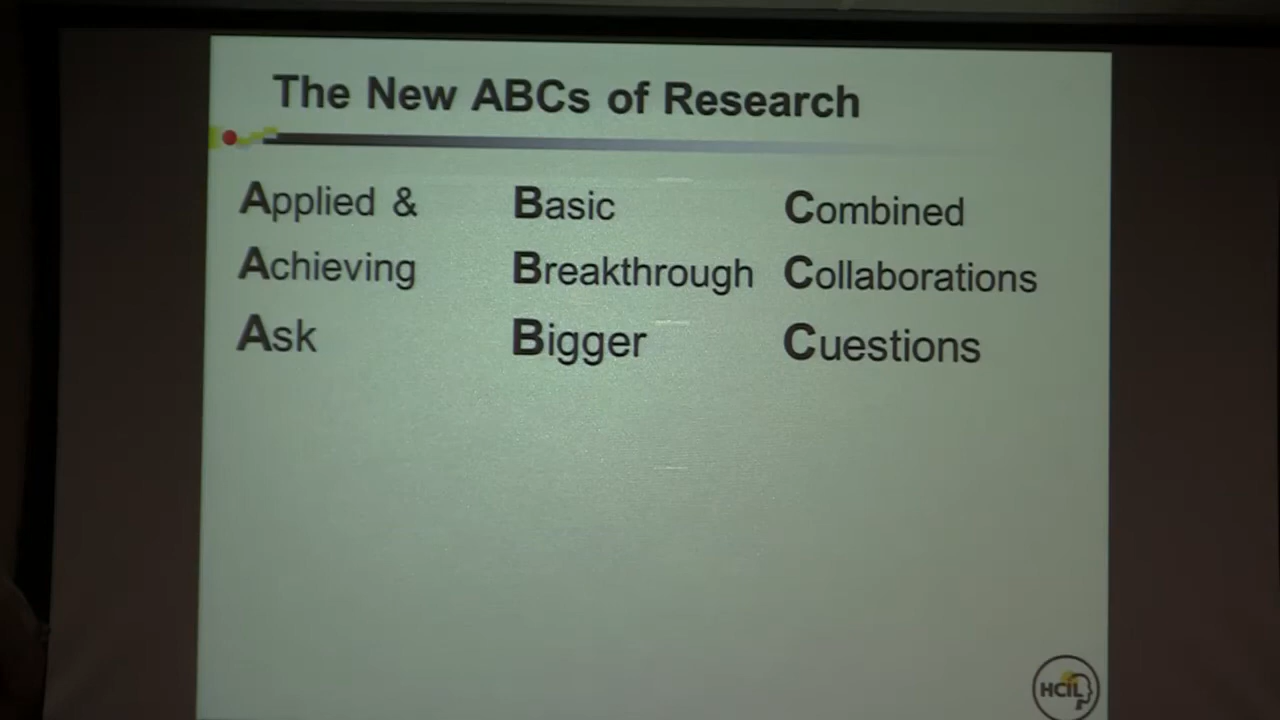 The New ABCs of Research
Applied & Basic Combined
Achieving Breakthrough Collaborations
Ask Bigger Cuestions
HCIL